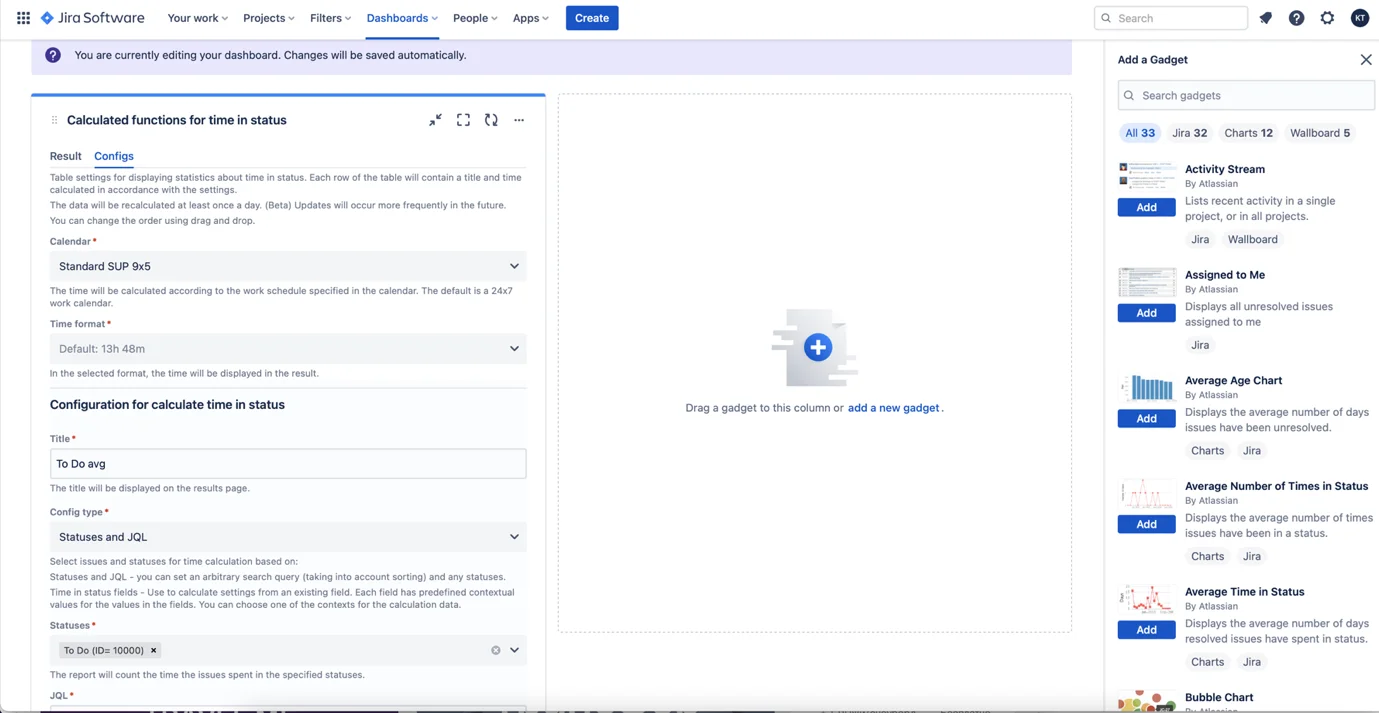 Jira Software
Your work
Projects
Filters
Dashboards
People
Apps
Create
Search
KT
You are currently editing your dashboard. Changes will be saved automatically.
Calculated functions for time in status
Result
Configs
Table settings for displaying statistics about time in status. Each row of the table will contain a title and time
calculated in accordance with the settings.
The data will be recalculated at least once a day. (Beta) Updates will occur more frequently in the future.
You can change the order using drag and drop.
Calendar*
Standard SUP 9x5
The time will be calculated according to the work schedule specified in the calendar. The default is a 24x7
work calendar.
Time format*
Default: 13h 48m
In the selected format, the time will be displayed in the result.
Configuration for calculate time in status
Title*
To Do avg
The title will be displayed on the results page.
Config type*
Statuses and JQL
Select issues and statuses for time calculation based on:
Statuses and JQL - you can set an arbitrary search query (taking into account sorting) and any statuses.
Time in status fields - Use to calculate settings from an existing field. Each field has predefined contextual
values for the values in the fields. You can choose one of the contexts for the calculation data.
Statuses*
To Do (ID= 10000)
The report will count the time the issues spent in the specified statuses.
JQL*
Drag a gadget to this column or add a new gadget.
Add a Gadget
Search gadgets
All 33
Jira 32
Charts 12
Wallboard 5
Activity Stream
By Atlassian
Add
Lists recent activity in a single
project, or in all projects.
Jira
Wallboard
Assigned to Me
By Atlassian
Add
Displays all unresolved issues
assigned to me
Jira
Average Age Chart
By Atlassian
Add
Displays the average number of days
issues have been unresolved.
Charts
Jira
Average Number of Times in Status
By Atlassian
Add
Displays the average number of times
issues have been in a status.
Charts
Jira
Average Time in Status
By Atlassian
Add
Displays the average number of days
resolved issues have spent in status.
Charts
Jira
Bubble Chart
By Atlassian